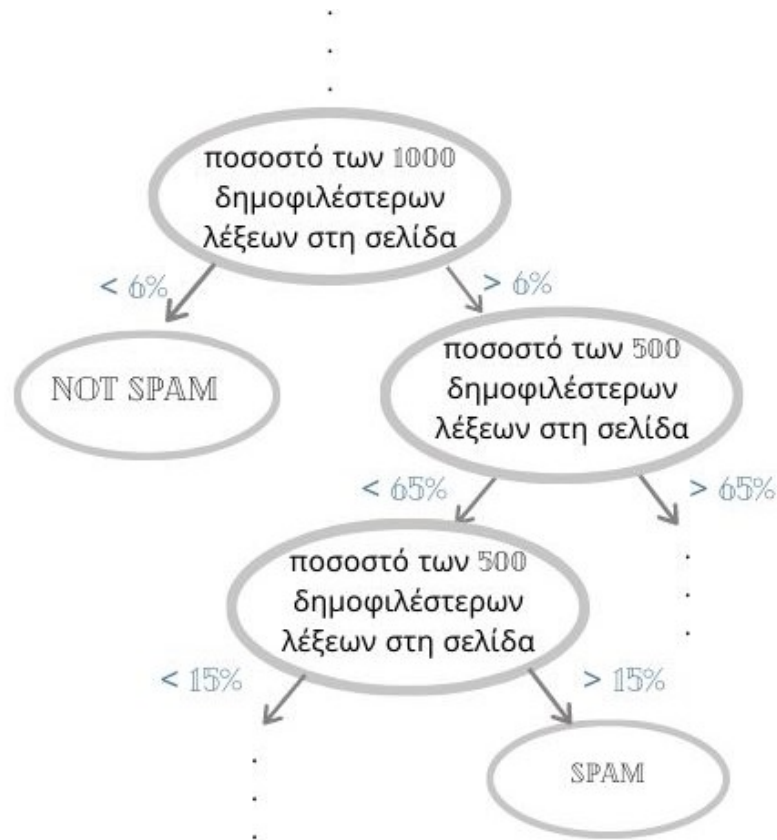 ποσοστό των 1000
δημοφιλέστερων
λέξεων στη σελίδα
< 6%
> 6%
NOT SPAM
ποσοστό των 500
δημοφιλέστερων
λέξεων στη σελίδα
< 65%
> 65%
ποσοστό των 500
δημοφιλέστερων
λέξεων στη σελίδα
< 15%
> 15%
SPAM